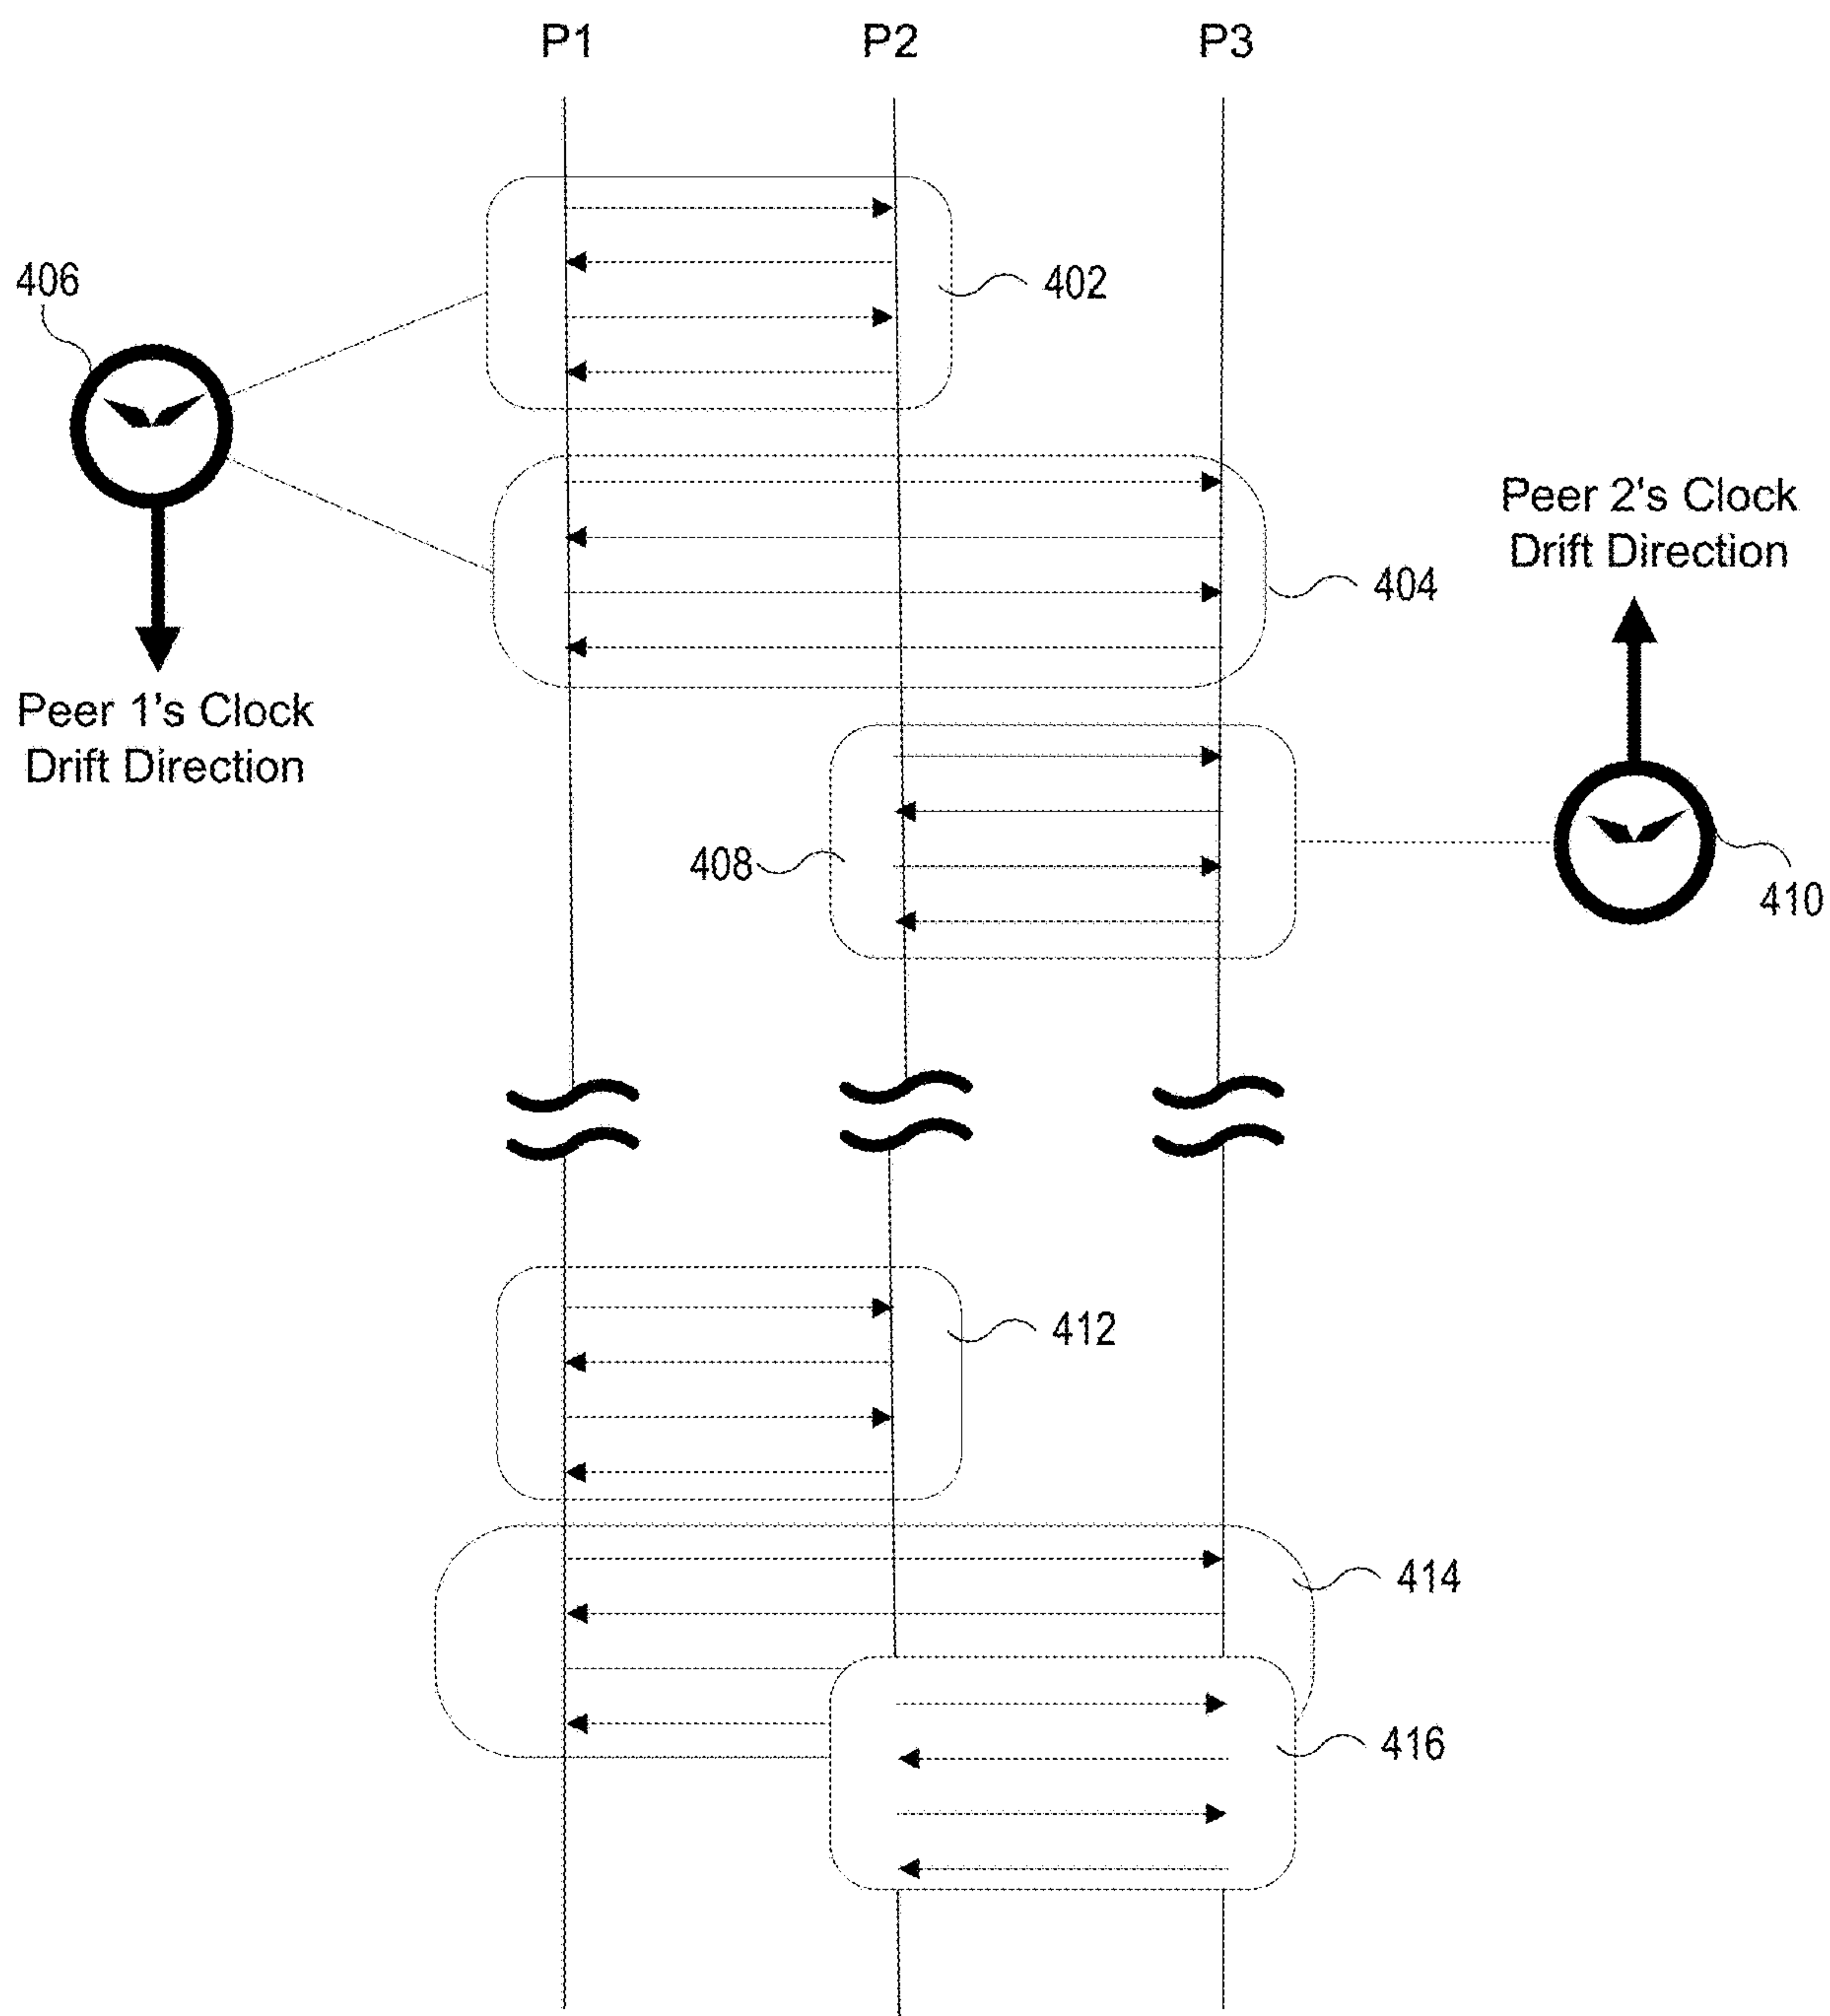 P1 P2 P3
406
402
Peer 2's Clock
Drift Direction
404
Peer 1's Clock
Drift Direction
408
410
412
414
416